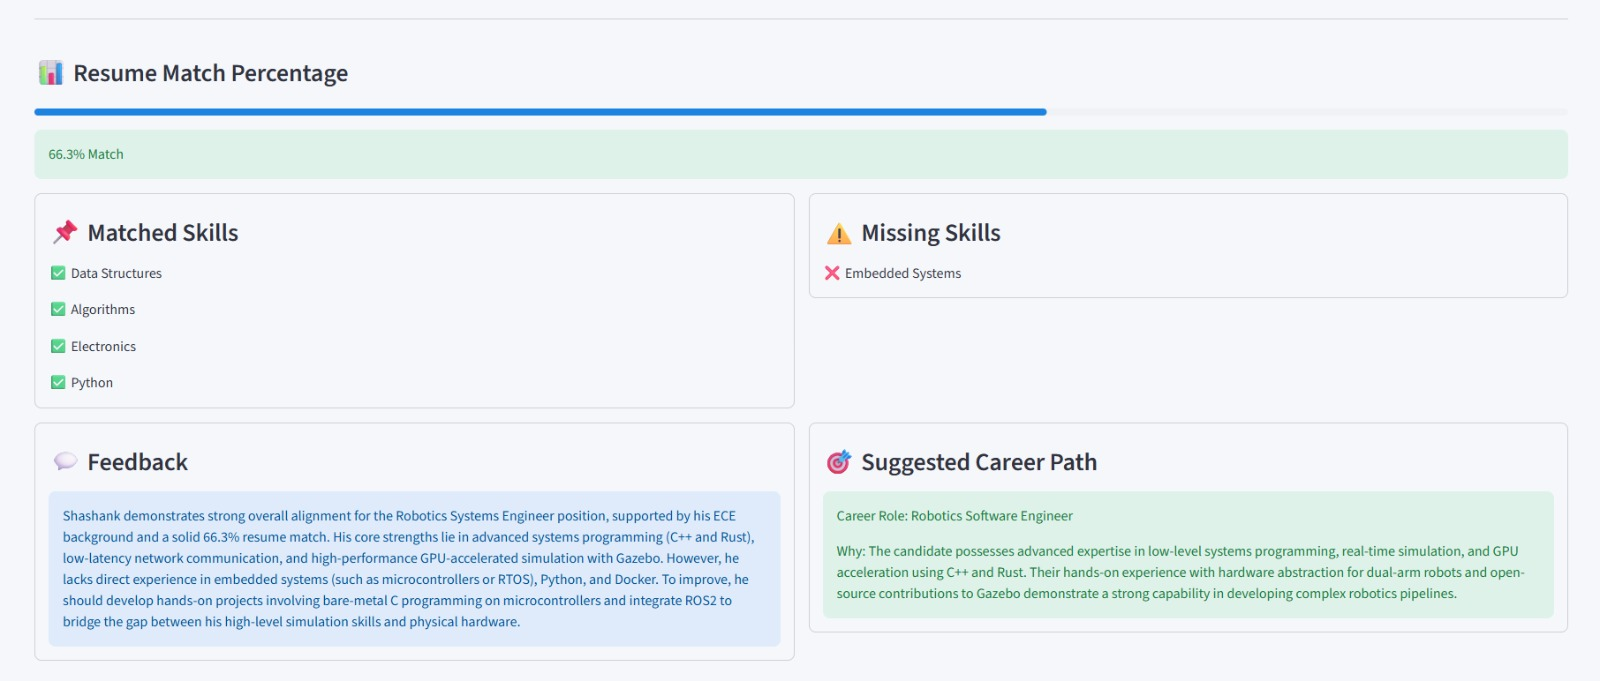 Resume Match Percentage
66.3% Match
Matched Skills
Data Structures
Algorithms
Electronics
Python
Missing Skills
Embedded Systems
Feedback
Shashank demonstrates strong overall alignment for the Robotics Systems Engineer position, supported by his ECE
background and a solid 66.3% resume match. His core strengths lie in advanced systems programming (C++ and Rust),
low-latency network communication, and high-performance GPU-accelerated simulation with Gazebo. However, he
lacks direct experience in embedded systems (such as microcontrollers or RTOS), Python, and Docker. To improve, he
should develop hands-on projects involving bare-metal C programming on microcontrollers and integrate ROS2 to
bridge the gap between his high-level simulation skills and physical hardware.
Suggested Career Path
Career Role: Robotics Software Engineer
Why: The candidate possesses advanced expertise in low-level systems programming, real-time simulation, and GPU
acceleration using C++ and Rust. Their hands-on experience with hardware abstraction for dual-arm robots and open-
source contributions to Gazebo demonstrate a strong capability in developing complex robotics pipelines.